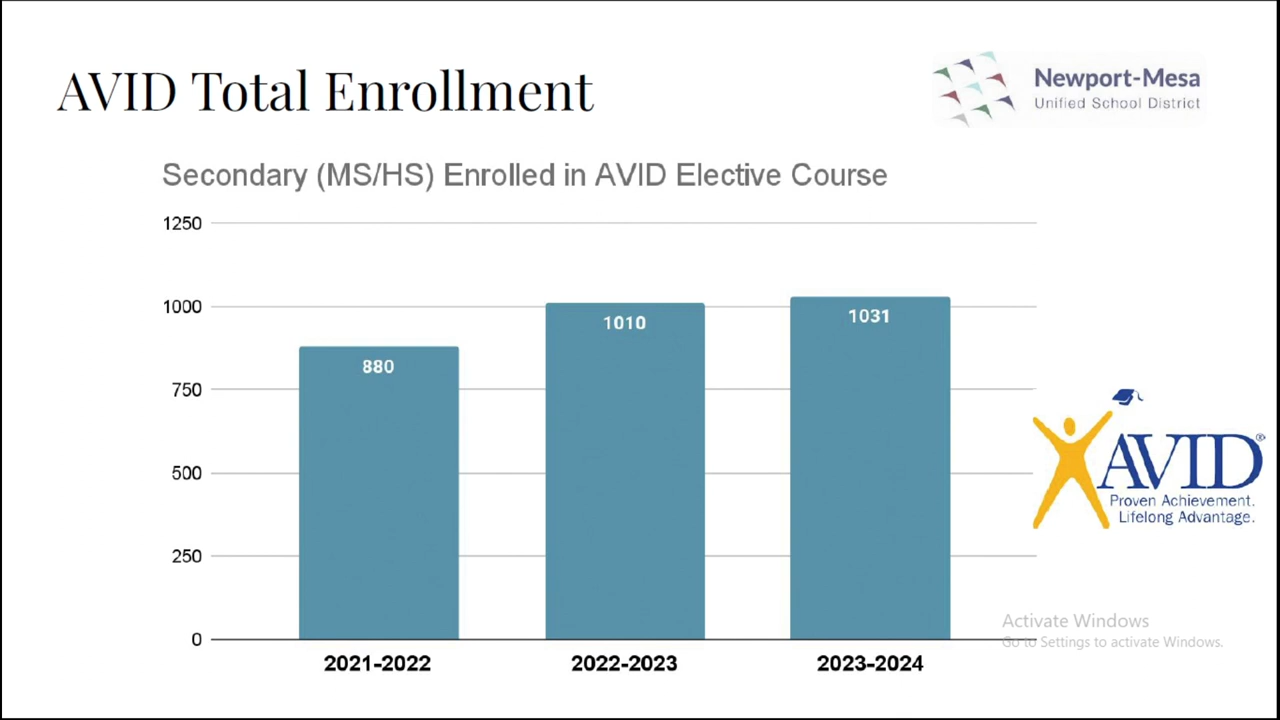 AVID Total Enrollment
Newport-Mesa
Unified School District
Secondary (MS/HS) Enrolled in AVID Elective Course
1250
1000
750
500
250
0
880
1010
1031
2021-2022
2022-2023
2023-2024
AVID®
Proven Achievement.
Lifelong Advantage.
Activate Windows
Go to Settings to activate Windows.